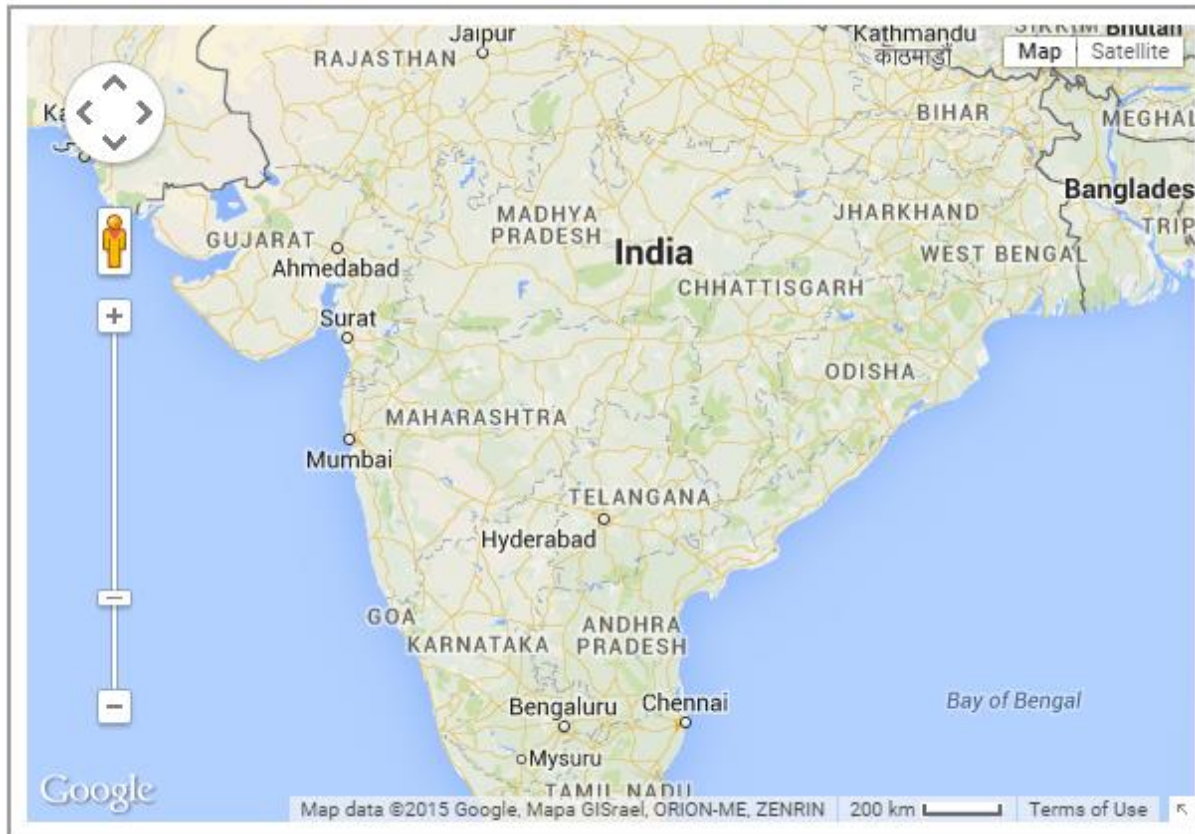 Jaipur
RAJASTHAN
Kathmandu
काठमाडौं
Bhutan
Map
Satellite
BIHAR
MEGHAL
Banglades
TRIP
MADHYA
PRADESH
JHARKHAND
GUJARAT
India
WEST BENGAL
Ahmedabad
CHHATTISGARH
Surat
ODISHA
MAHARASHTRA
Mumbai
TELANGANA
Hyderabad
GOA
KARNATAKA
ANDHRA
PRADESH
Bengaluru
Chennai
Bay of Bengal
Mysuru
TAMIL NADU
Google
Map data ©2015 Google, Mapa GISrael, ORION-ME, ZENRIN
200 km
Terms of Use